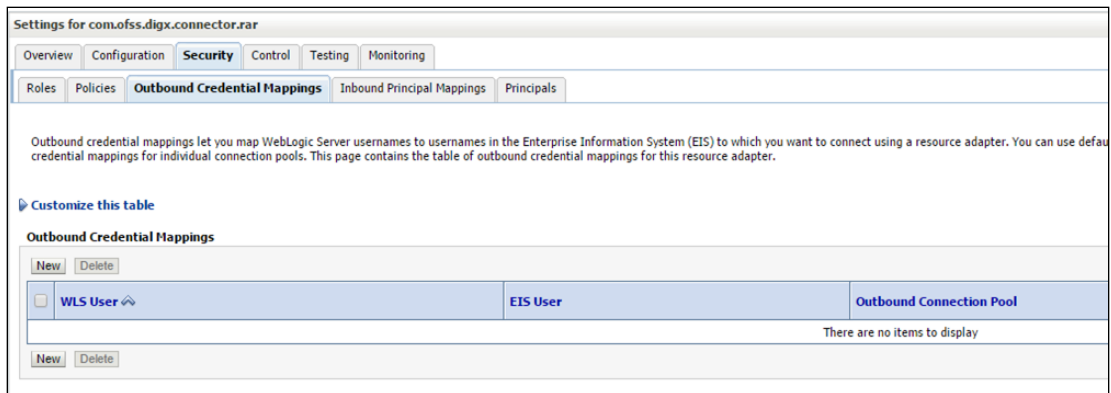 Settings for com.ofss.digx.connector.rar
Overview Configuration Security Control Testing Monitoring
Roles Policies Outbound Credential Mappings Inbound Principal Mappings Principals
Outbound credential mappings let you map WebLogic Server usernames to usernames in the Enterprise Information System (EIS) to which you want to connect using a resource adapter. You can use defau
credential mappings for individual connection pools. This page contains the table of outbound credential mappings for this resource adapter.
Customize this table
Outbound Credential Mappings
New Delete
WLS User EIS User Outbound Connection Pool
There are no items to display
New Delete